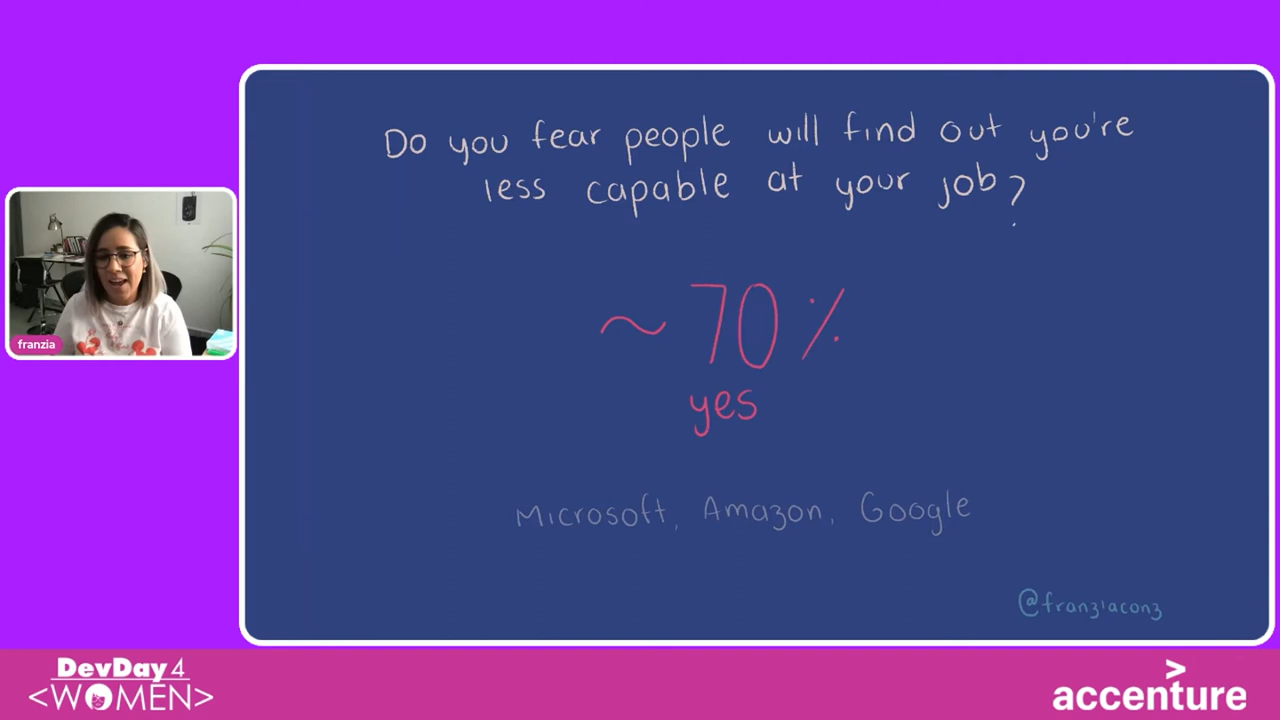 Do you fear people will find out you're
less capable at your job?
~70%
yes
Microsoft, Amazon, Google
@franziaconz
franzia
DevDay4
<WOMEN>
accenture